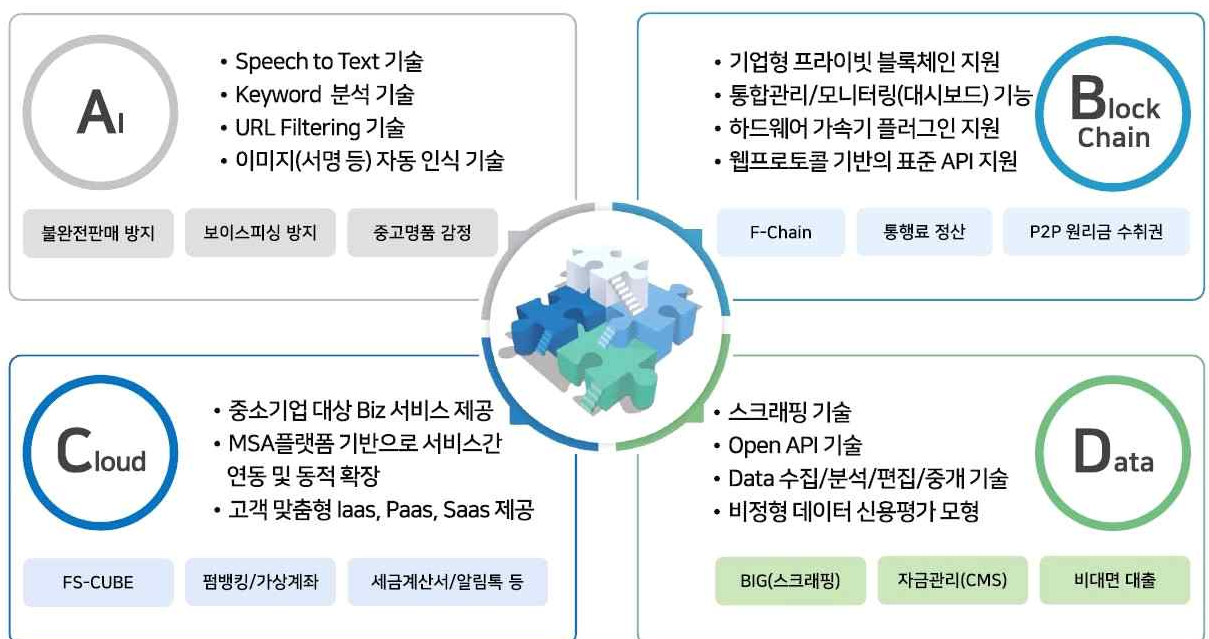 AI
• Speech to Text 기술
• Keyword 분석 기술
• URL Filtering 기술
• 이미지(서명 등) 자동 인식 기술
불완전판매 방지
보이스피싱 방지
중고명품 감정
• 기업형 프라이빗 블록체인 지원
• 통합관리/모니터링(대시보드) 기능
• 하드웨어 가속기 플러그인 지원
• 웹프로토콜 기반의 표준 API 지원
Block
Chain
F-Chain
통행료 정산
P2P 원리금 수취권
Cloud
• 중소기업 대상 Biz 서비스 제공
• MSA플랫폼 기반으로 서비스간
연동 및 동적 확장
• 고객 맞춤형 Iaas, Paas, Saas 제공
FS-CUBE
펌뱅킹/가상계좌
세금계산서/알림톡 등
• 스크래핑 기술
• Open API 기술
• Data 수집/분석/편집/중개 기술
• 비정형 데이터 신용평가 모형
Data
BIG(스크래핑)
자금관리(CMS)
비대면 대출